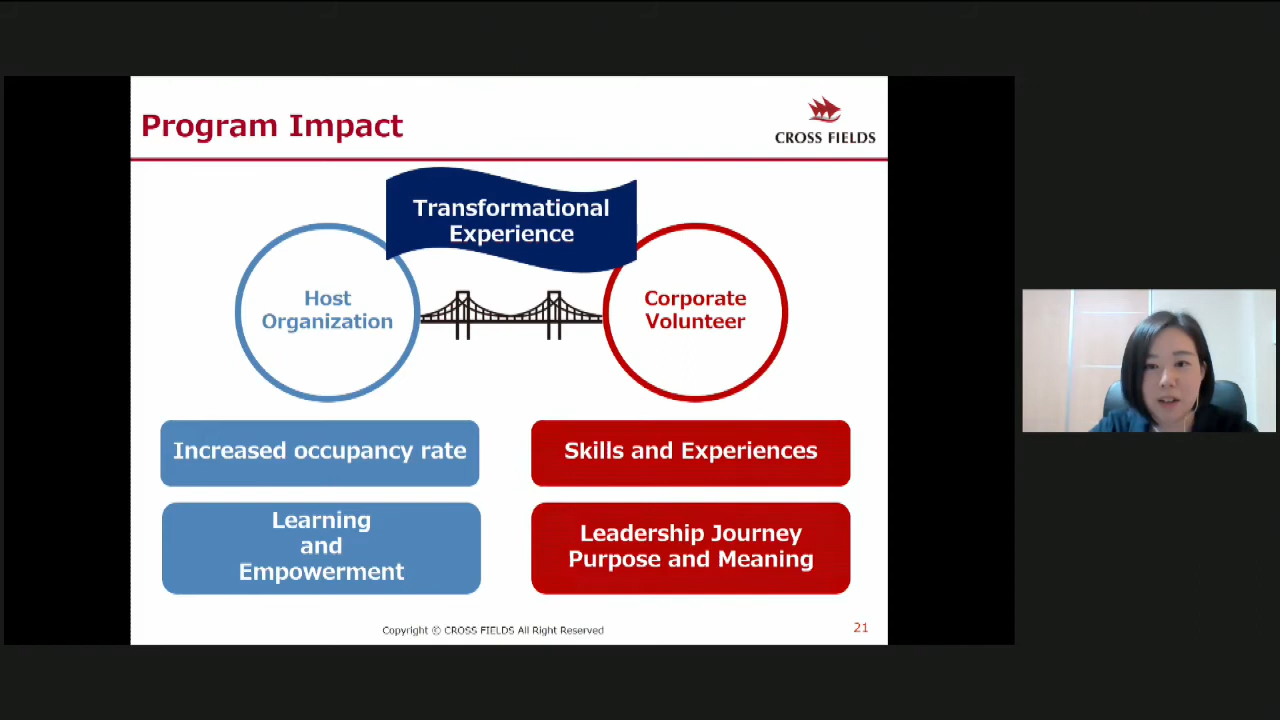 Program Impact
CROSS FIELDS
Transformational
Experience
Host
Organization
Corporate
Volunteer
Increased occupancy rate
Skills and Experiences
Learning
and
Empowerment
Leadership Journey
Purpose and Meaning
Copyright © CROSS FIELDS All Right Reserved
21